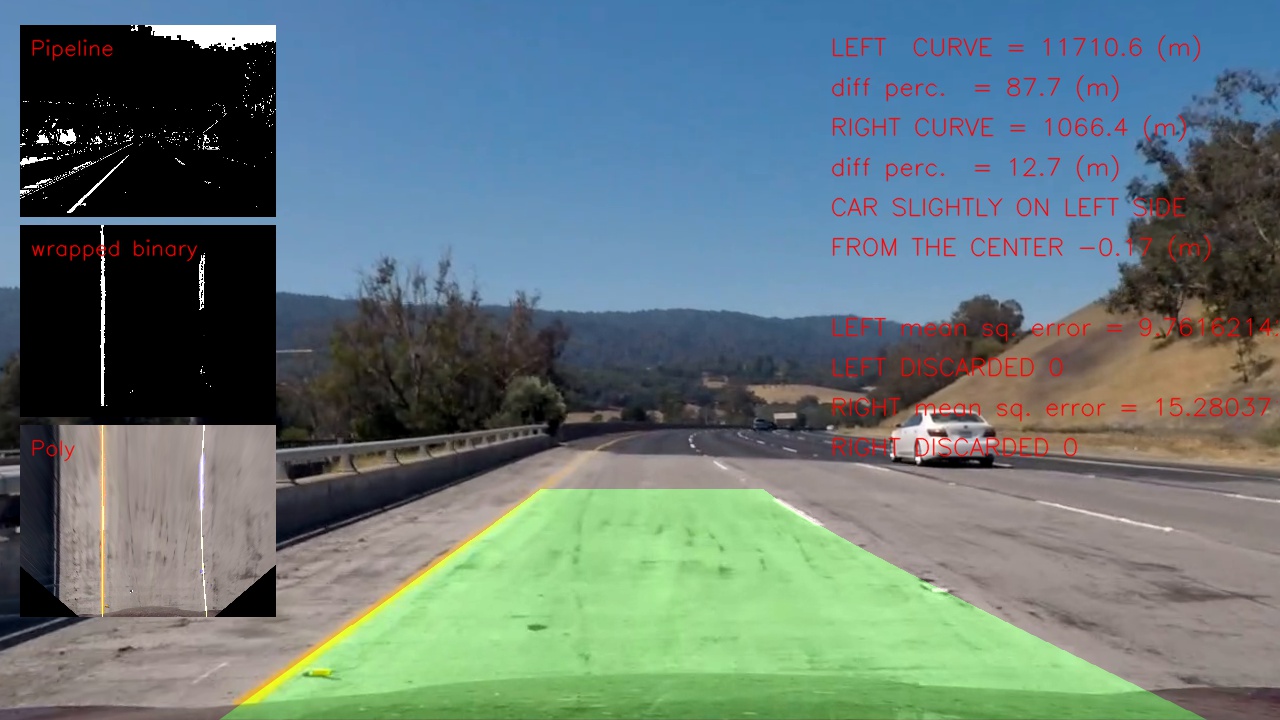 Pipeline
wrapped binary
Poly
LEFT CURVE = 11710.6 (m)
diff perc. = 87.7 (m)
RIGHT CURVE = 1066.4 (m)
diff perc. = 12.7 (m)
CAR SLIGHTLY ON LEFT SIDE
FROM THE CENTER −0.17 (m)
LEFT mean sq. error = 9.7616214
LEFT DISCARDED 0
RIGHT mean sq. error = 15.28037
RIGHT DISCARDED 0